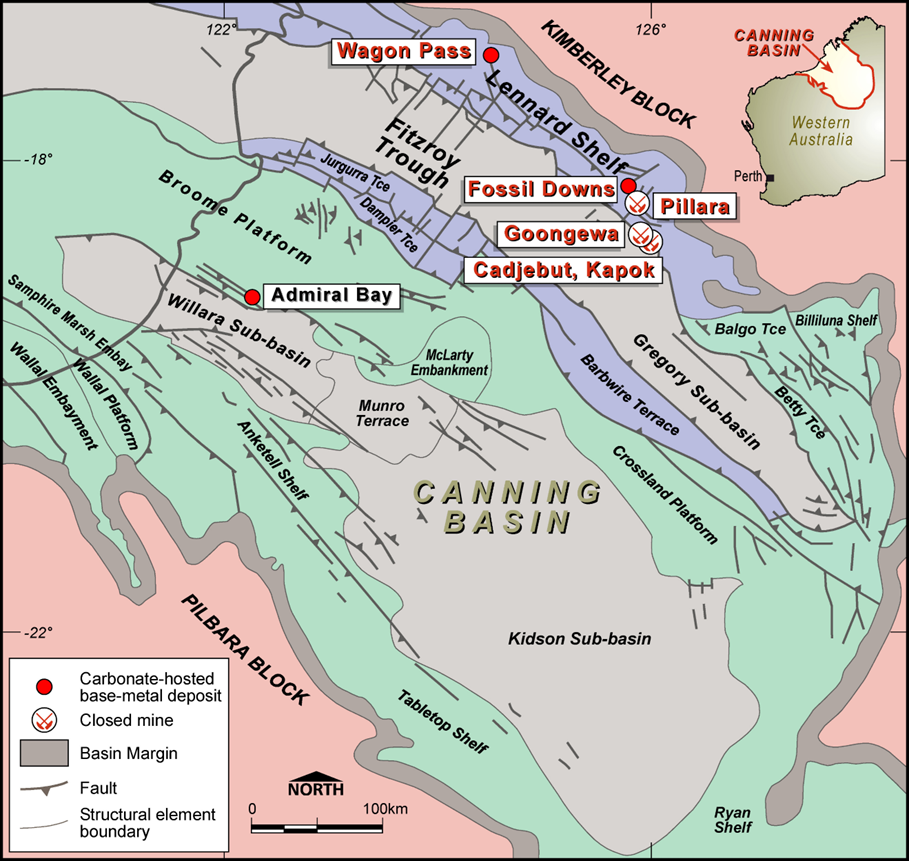 122°
126°
Wagon Pass
KIMBERLEY BLOCK
CANNING
BASIN
Western
Australia
Perth
Lennard Shelf
Fitzroy
Trough
-18°
Jurgurra Tce
Fossil Downs
Pillara
Broome Platform
Dampier Tce
Goongewa
Cadjebut, Kapok
Admiral Bay
Samphire Marsh Embay
Willara Sub-basin
Balgo Tce
Billiluna Shelf
McLarty
Embankment
Gregory Sub-basin
Wallal Embayment
Wallal Platform
Barbwire Terrace
Betty Tce
Munro
Terrace
Anketell Shelf
Crossland Platform
CANNING
BASIN
PILBARA BLOCK
-22°
Kidson Sub-basin
Tabletop Shelf
Ryan
Shelf
Carbonate-hosted
base-metal deposit
Closed mine
Basin Margin
Fault
Structural element
boundary
NORTH
0
100km